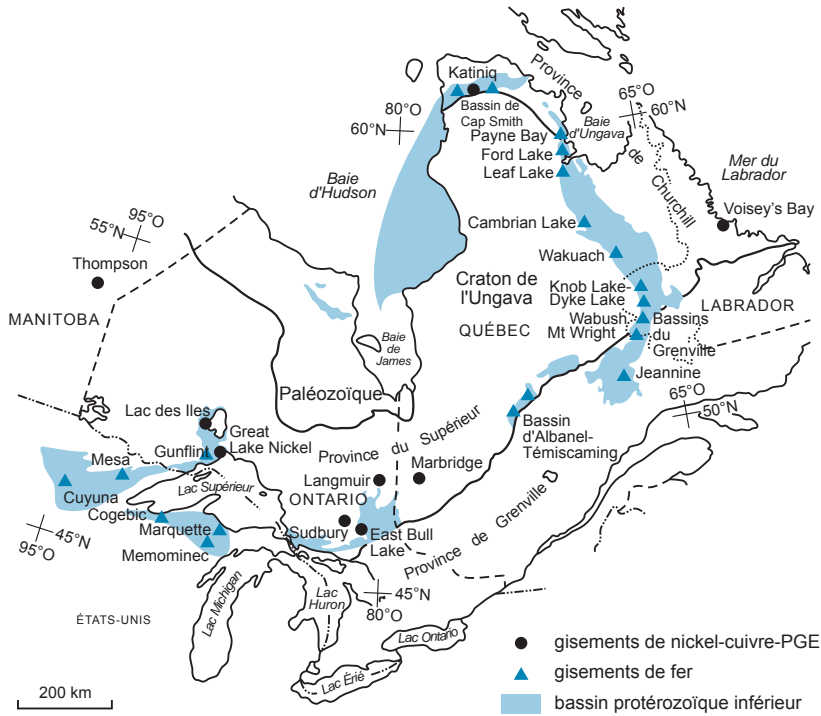 Katiniq
Bassin de
Cap Smith
Province
de Churchill
80°O
60°N
65°O
60°N
Baie
d'Ungava
Payne Bay
Ford Lake
Leaf Lake
Mer du
Labrador
Baie
d'Hudson
Voisey's Bay
95°O
55°N
Thompson
Cambrian Lake
Wakuach
Craton de
l'Ungava
Knob Lake-
Dyke Lake
LABRADOR
MANITOBA
QUÉBEC
Wabush
Mt Wright
Bassins
du
Grenville
Baie
de
James
Jeannine
Paléozoïque
65°O
50°N
Lac des Iles
Great
Lake Nickel
Gunflint
Mesa
Cuyuna
Bassin
d'Albanel-
Témiscaming
Province du Supérieur
Langmuir
Marbridge
ONTARIO
Lac Supérieur
Cogebic
Marquette
Memominec
Sudbury
East Bull
Lake
Province de Grenville
45°N
95°O
45°N
80°O
Lac Michigan
Lac
Huron
ÉTATS-UNIS
Lac Ontario
Lac Érié
200 km
gisements de nickel-cuivre-PGE
gisements de fer
bassin protérozoïque inférieur